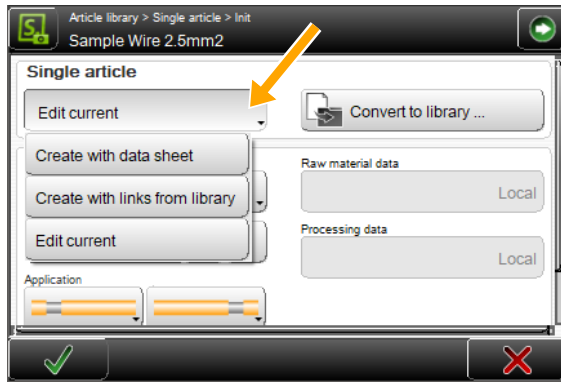 Article library > Single article > Init
Sample Wire 2.5mm2
Single article
Edit current
Convert to library ...
Create with data sheet
Create with links from library
Edit current
Raw material data
Local
Processing data
Local
Application